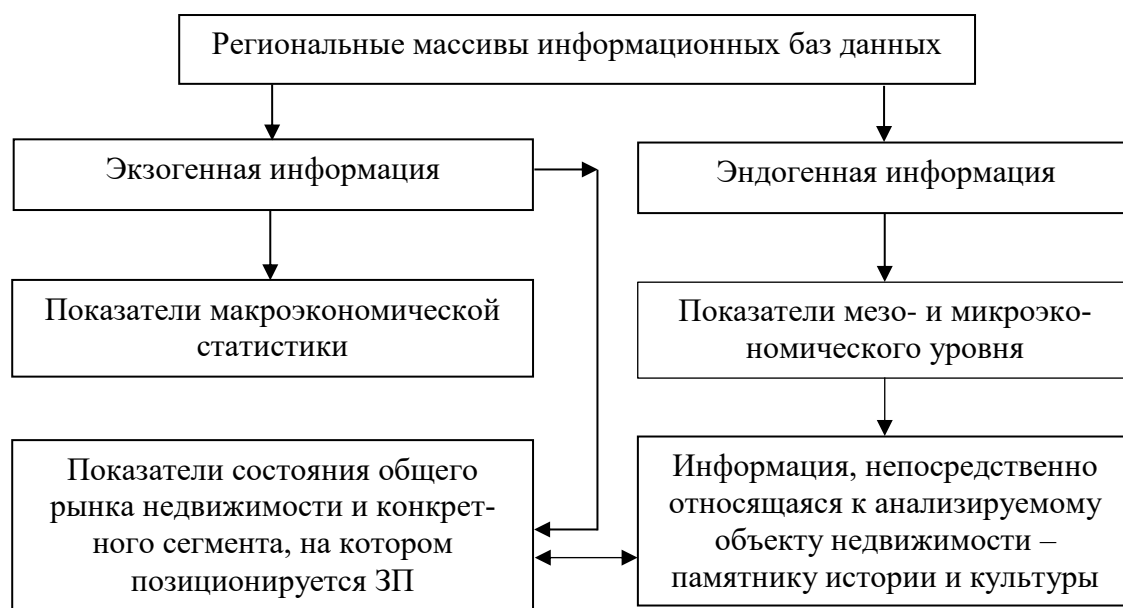 Региональные массивы информационных баз данных
Экзогенная информация
Эндогенная информация
Показатели макроэкономической
статистики
Показатели мезо- и микроэко-
номического уровня
Показатели состояния общего
рынка недвижимости и конкрет-
ного сегмента, на котором
позиционируется ЗП
Информация, непосредственно
относящаяся к анализируемому
объекту недвижимости –
памятнику истории и культуры